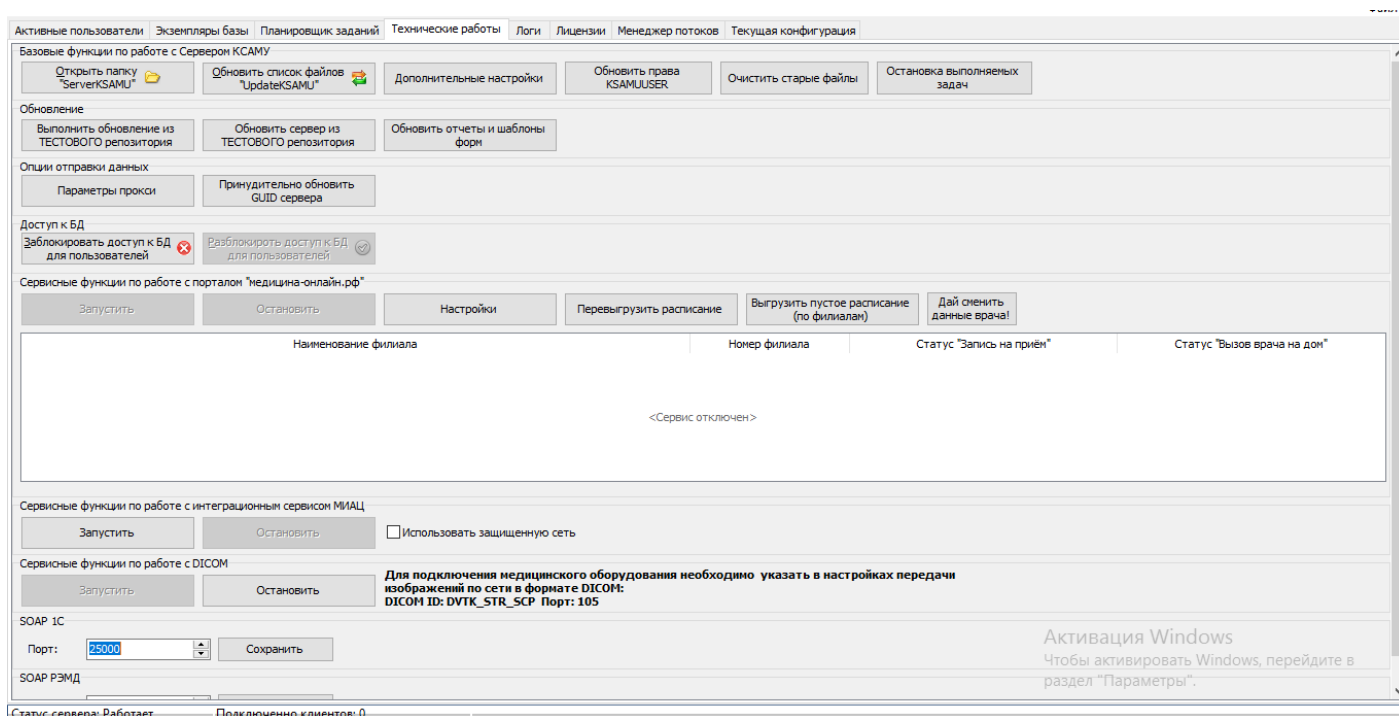 Активные пользователи Экземпляры базы Планировщик заданий Технические работы Логи Лицензии Менеджер потоков Текущая конфигурация
Базовые функции по работе с Сервером КСАМУ
Открыть папку
"ServerKSAMU"
Обновить список файлов
"UpdateKSAMU"
Дополнительные настройки
Обновить права
KSAMUUSER
Очистить старые файлы
Остановка выполняемых
задач
Обновление
Выполнить обновление из
ТЕСТОВОГО репозитория
Обновить сервер из
ТЕСТОВОГО репозитория
Обновить отчеты и шаблоны
форм
Опции отправки данных
Параметры прокси
Принудительно обновить
GUID сервера
Доступ к БД
Заблокировать доступ к БД
для пользователей
Разблокироть доступ к БД
для пользователей
Сервисные функции по работе с порталом "медицина-онлайн.рф"
Запустить
Остановить
Настройки
Перевыгрузить расписание
Выгрузить пустое расписание
(по филиалам)
Дай сменить
данные врача!
Наименование филиала Номер филиала Статус "Запись на приём" Статус "Вызов врача на дом"
<Сервис отключен>
Сервисные функции по работе с интеграционным сервисом МИАЦ
Запустить
Остановить
Использовать защищенную сеть
Сервисные функции по работе с DICOM
Запустить
Остановить
Для подключения медицинского оборудования необходимо указать в настройках передачи
изображений по сети в формате DICOM:
DICOM ID: DVTK_STR_SCP Порт: 105
SOAP 1С
Порт: 25000 Сохранить
SOAP РЭМД
Активация Windows
Чтобы активировать Windows, перейдите в
раздел "Параметры".
Статус сервера: Работает Подключенно клиентов: 0